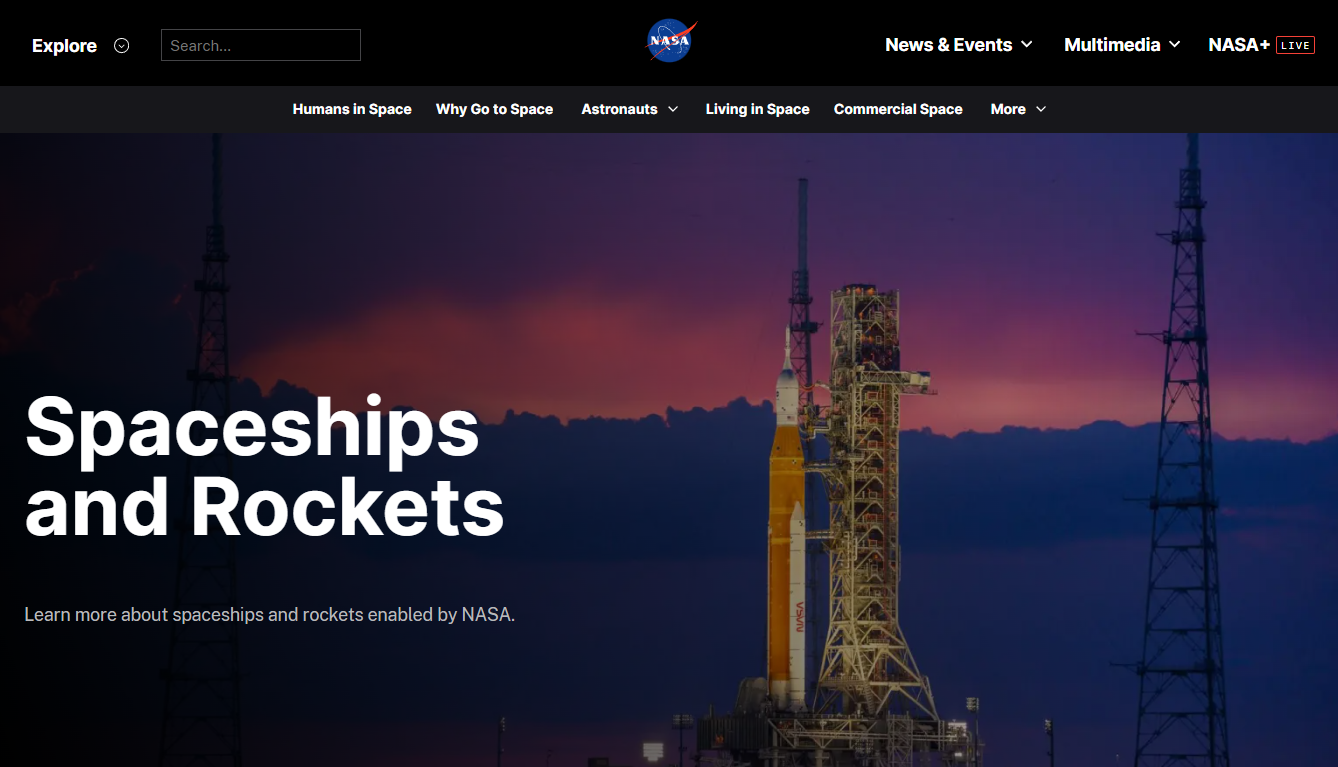 Explore
Search...
NASA
News & Events
Multimedia
NASA+ LIVE
Humans in Space
Why Go to Space
Astronauts
Living in Space
Commercial Space
More
Spaceships
and Rockets
Learn more about spaceships and rockets enabled by NASA.
NASA